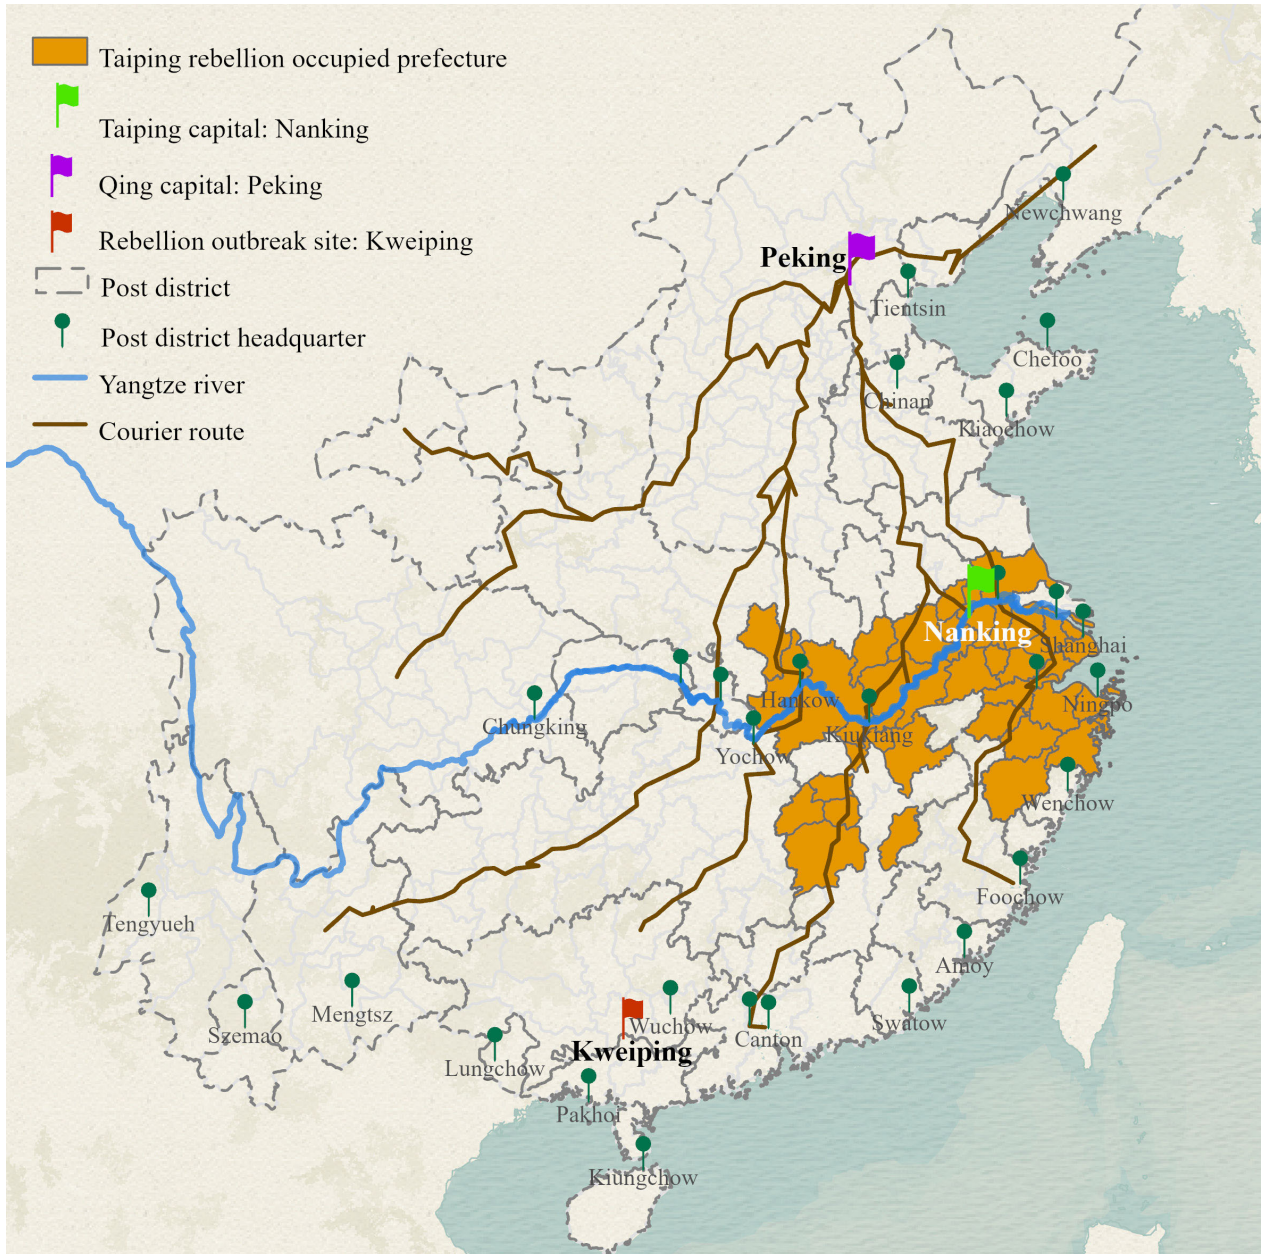 Taiping rebellion occupied prefecture
Taiping capital: Nanking
Qing capital: Peking
Rebellion outbreak site: Kweiping
Post district
Post district headquarter
Yangtze river
Courier route
Newchwang
Peking
Tientsin
Chefoo
Chinan
Kiaochow
Nanking
Shanghai
Hankow
Ningpo
Chungking
Kiukiang
Yochow
Wenchow
Foochow
Tengyueh
Amoy
Mengtsz
Swatow
Wuchow
Szemao
Canton
Kweiping
Lungchow
Pakhoi
Kiungchow